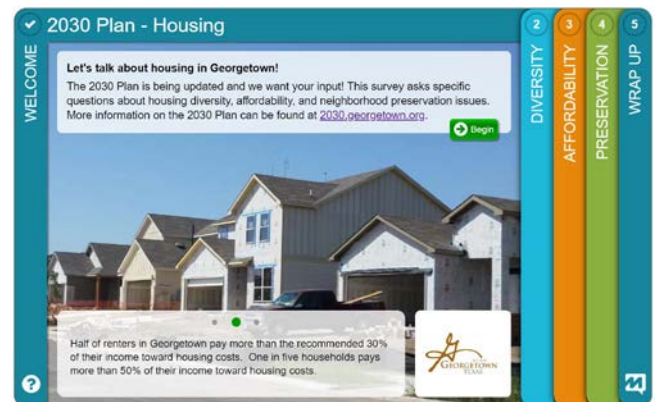 2030 Plan - Housing
WELCOME
Let's talk about housing in Georgetown!
The 2030 Plan is being updated and we want your input! This survey asks specific
questions about housing diversity, affordability, and neighborhood preservation issues.
More information on the 2030 Plan can be found at 2030.georgetown.org.
Begin
Half of renters in Georgetown pay more than the recommended 30%
of their income toward housing costs. One in five households pays
more than 50% of their income toward housing costs.
GEORGETOWN
TEXAS
?
2
DIVERSITY
3
AFFORDABILITY
4
PRESERVATION
5
WRAP UP